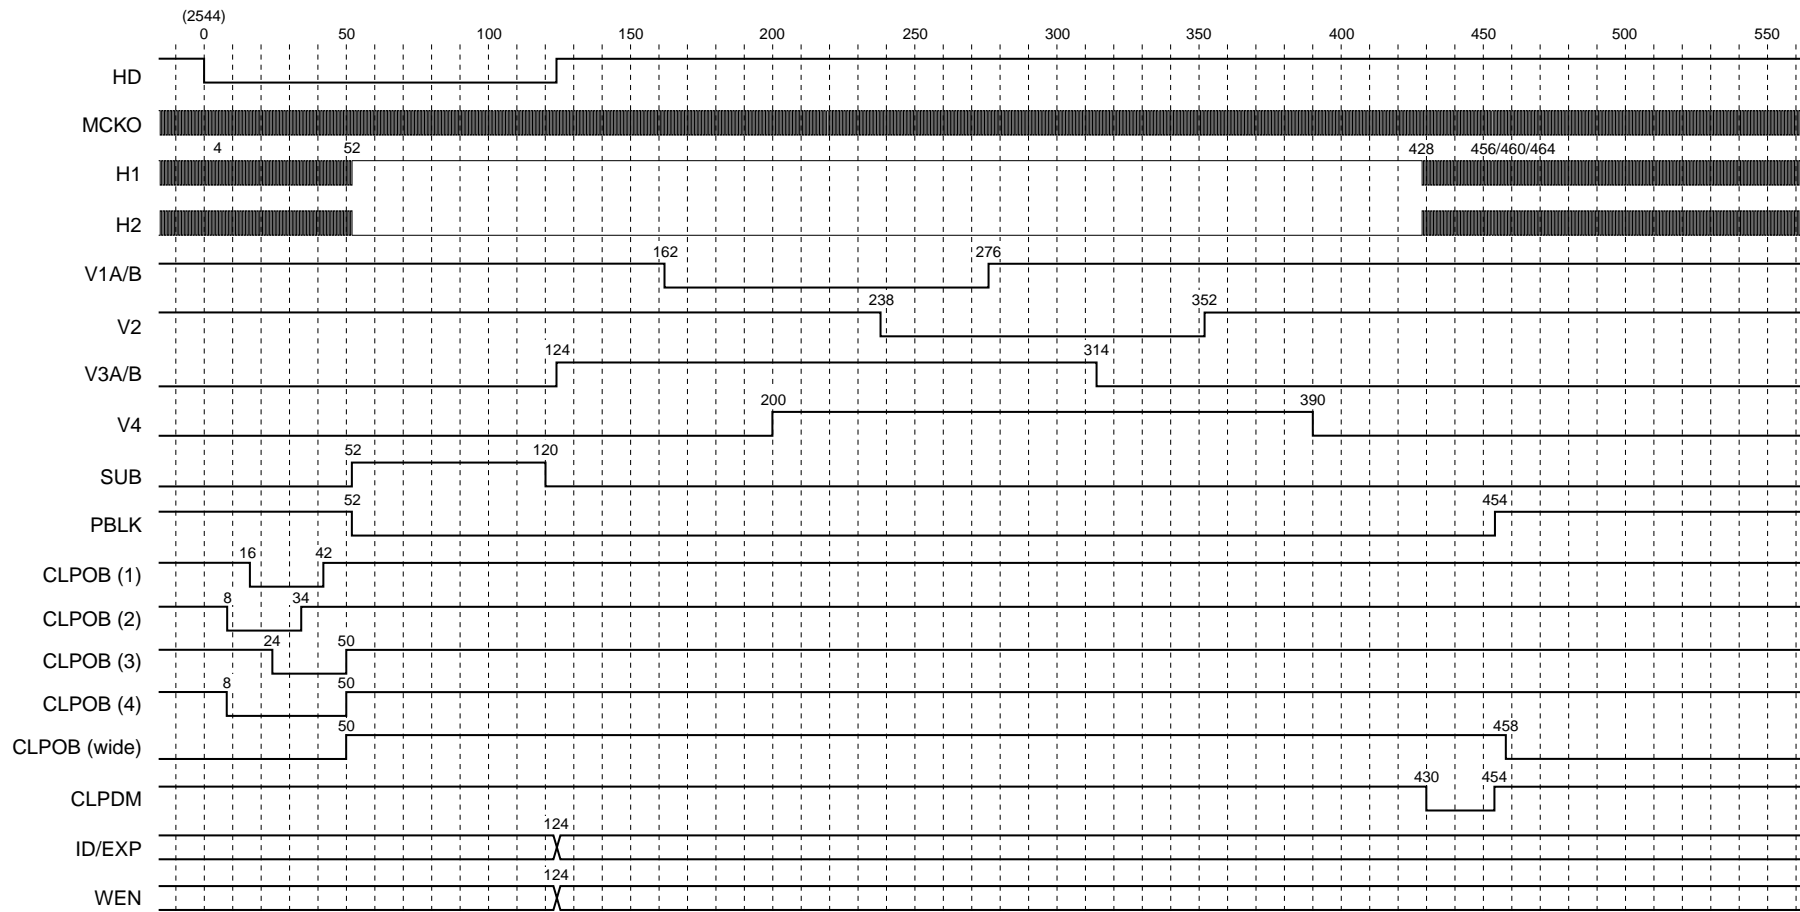 (2544)
0 50 100 150 200 250 300 350 400 450 500 550
HD
MCKO
4 52 428 456/460/464
H1
H2
162 276
V1A/B
238 352
V2
124 314
V3A/B
200 390
V4
52 120
SUB
52 454
PBLK
16 42
CLPOB (1)
8 34
CLPOB (2)
24 50
CLPOB (3)
8 50
CLPOB (4)
50 458
CLPOB (wide)
430 454
CLPDM
124
ID/EXP
124
WEN